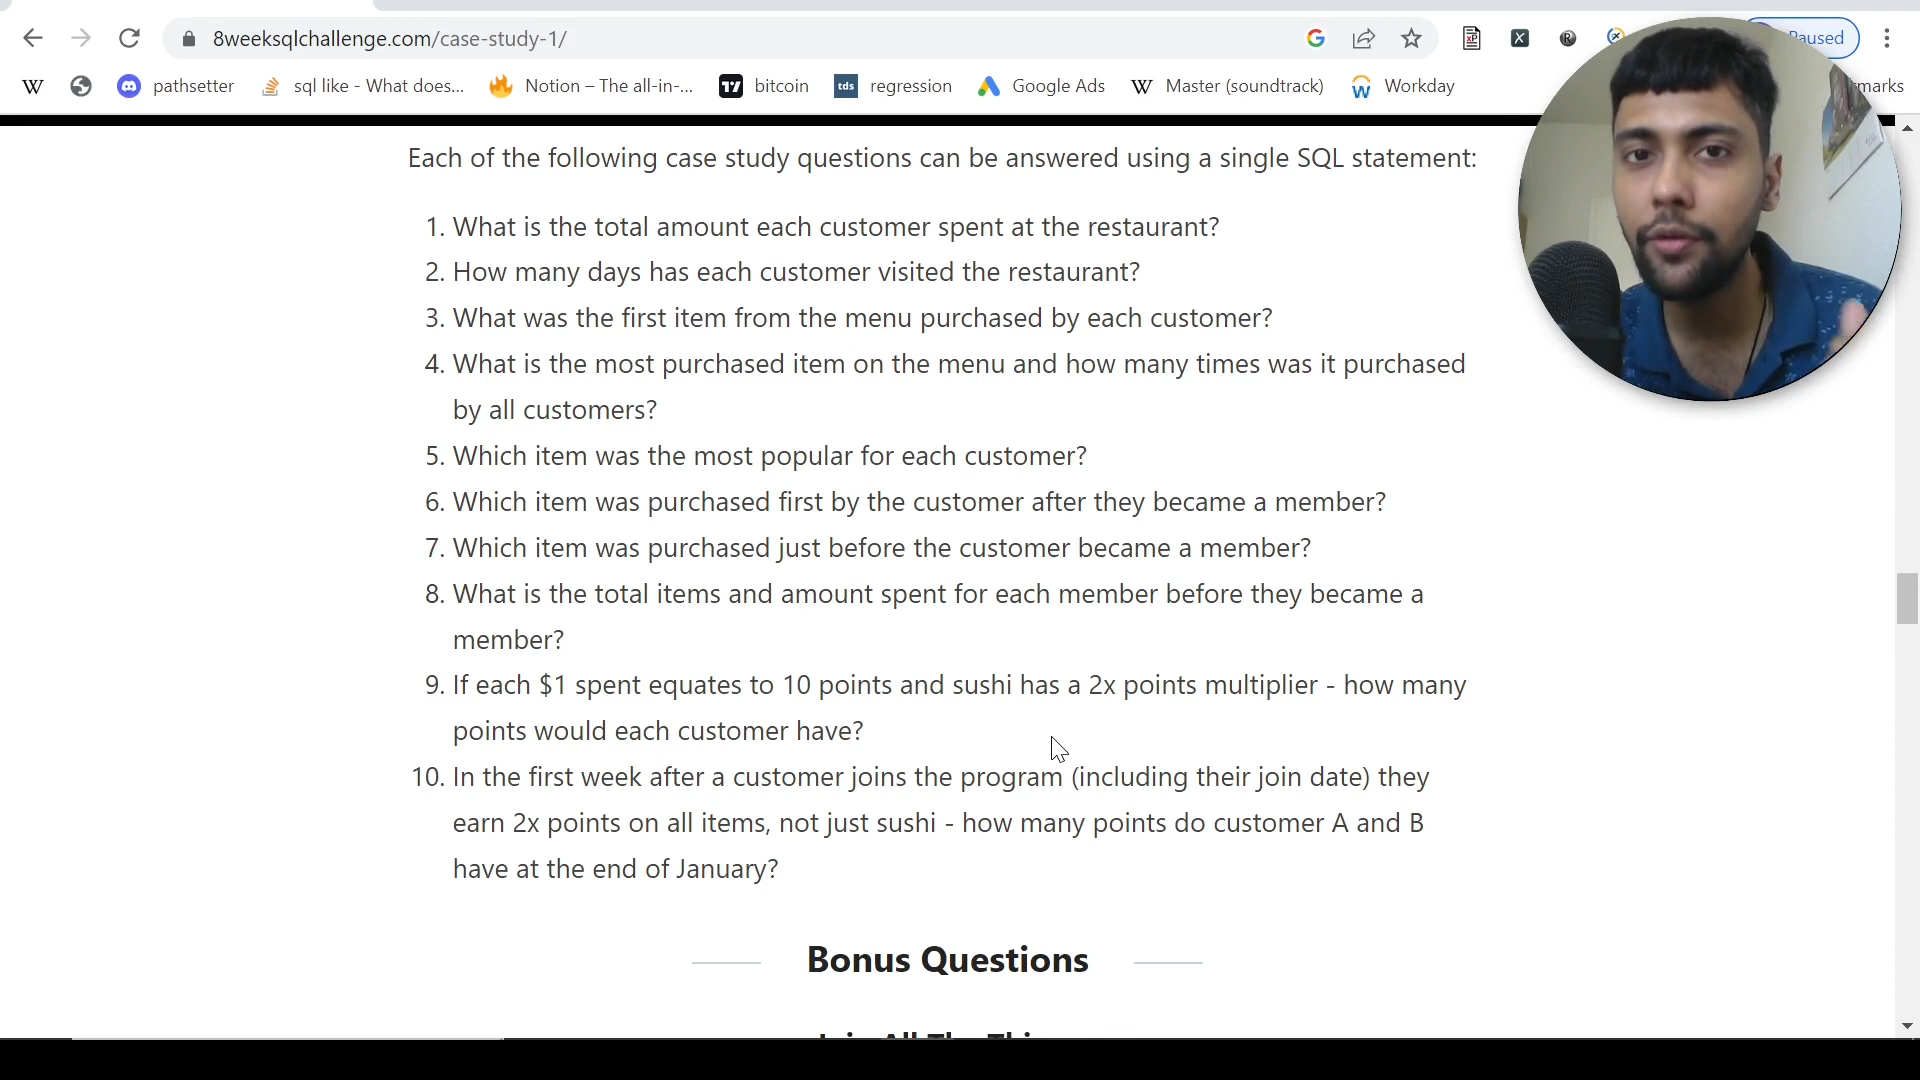 8weeksqlchallenge.com/case-study-1/
Paused
pathsetter
sql like - What does...
Notion – The all-in-...
bitcoin
tds
regression
Google Ads
Master (soundtrack)
Workday
Each of the following case study questions can be answered using a single SQL statement:
1. What is the total amount each customer spent at the restaurant?
2. How many days has each customer visited the restaurant?
3. What was the first item from the menu purchased by each customer?
4. What is the most purchased item on the menu and how many times was it purchased
by all customers?
5. Which item was the most popular for each customer?
6. Which item was purchased first by the customer after they became a member?
7. Which item was purchased just before the customer became a member?
8. What is the total items and amount spent for each member before they became a
member?
9. If each $1 spent equates to 10 points and sushi has a 2x points multiplier - how many
points would each customer have?
10. In the first week after a customer joins the program (including their join date) they
earn 2x points on all items, not just sushi - how many points do customer A and B
have at the end of January?
Bonus Questions